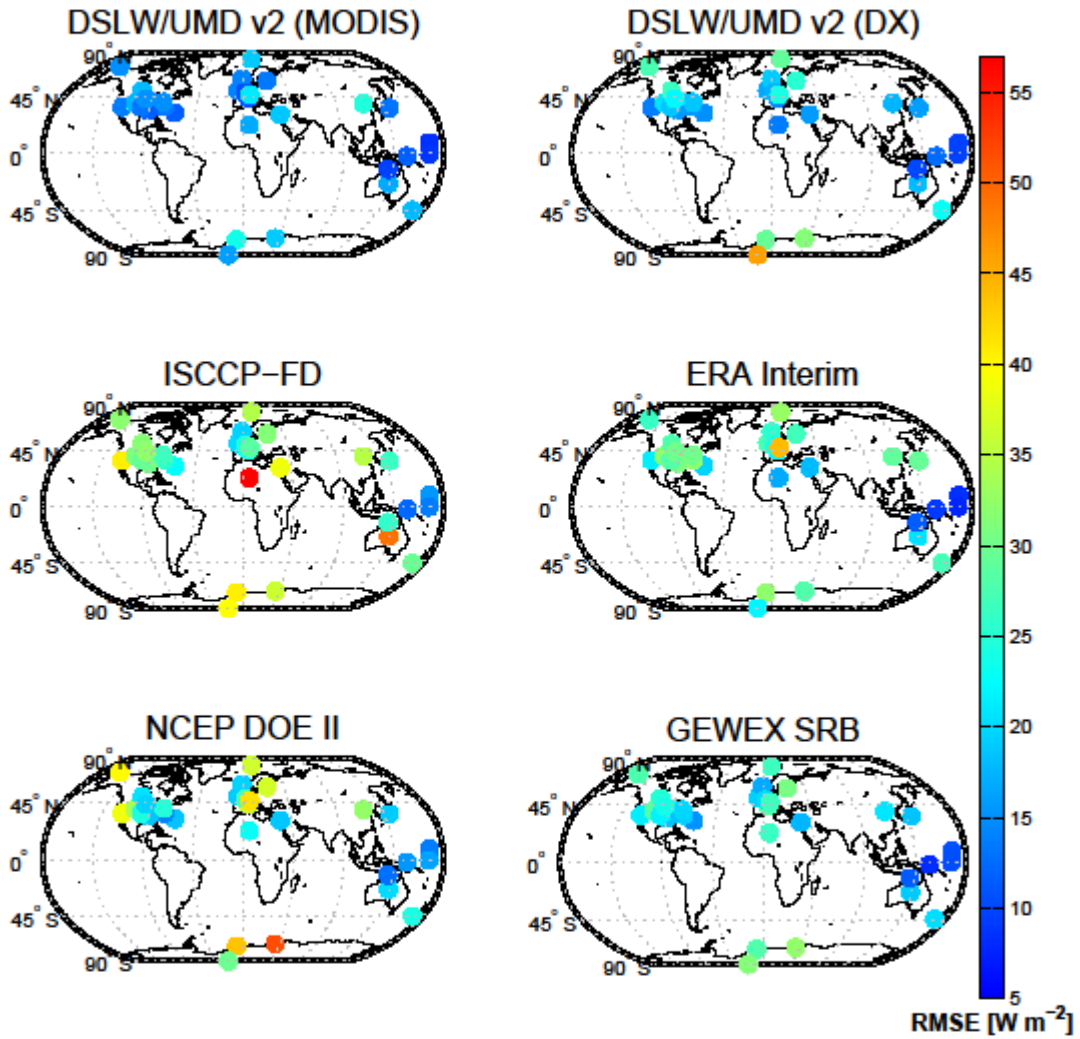 DSLW/UMD v2 (MODIS)
DSLW/UMD v2 (DX)
90° N
45° N
0°
45° S
90° S
90° N
45° N
0°
45° S
90° S
ISCCP−FD
ERA Interim
90° N
45° N
0°
45° S
90° S
90° N
45° N
0°
45° S
90° S
NCEP DOE II
GEWEX SRB
90° N
45° N
0°
45° S
90° S
90° N
45° N
0°
45° S
90° S
55
50
45
40
35
30
25
20
15
10
5
RMSE [W m⁻²]